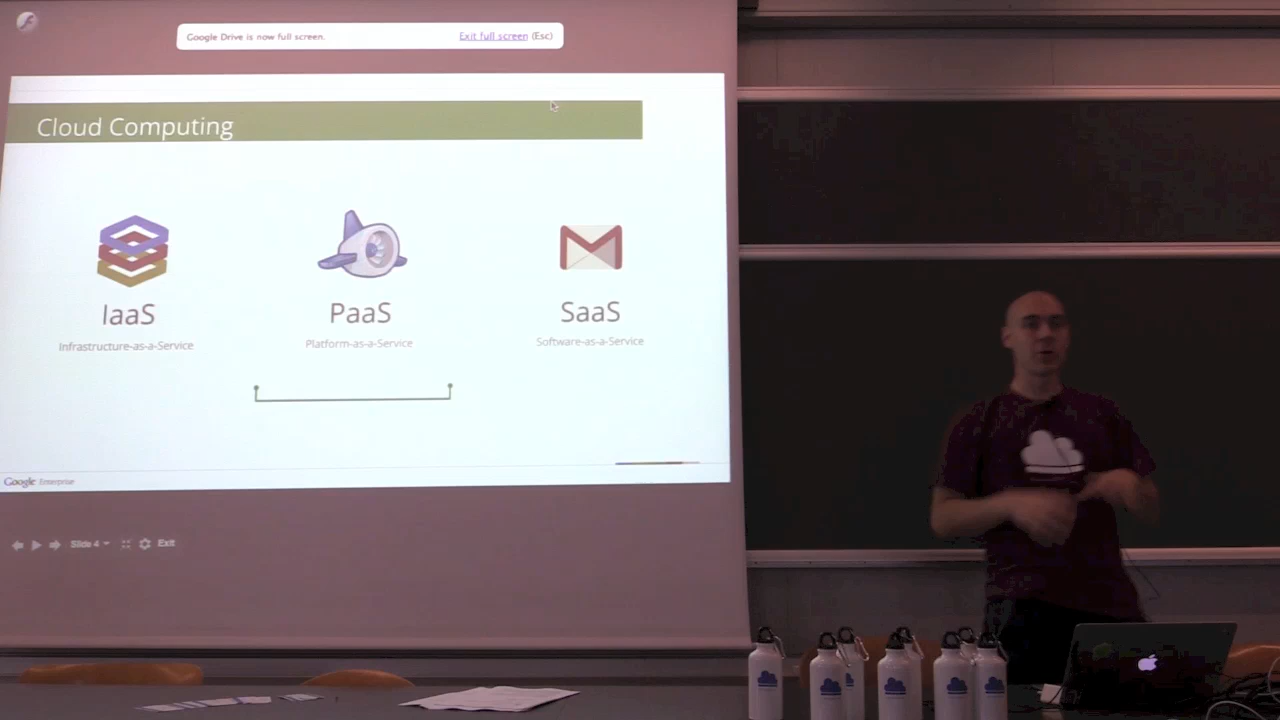 Google Drive is now full screen. Exit full screen (Esc)
Cloud Computing
IaaS PaaS SaaS
Infrastructure-as-a-Service Platform-as-a-Service Software-as-a-Service
Google Enterprise
Slide 4 Exit